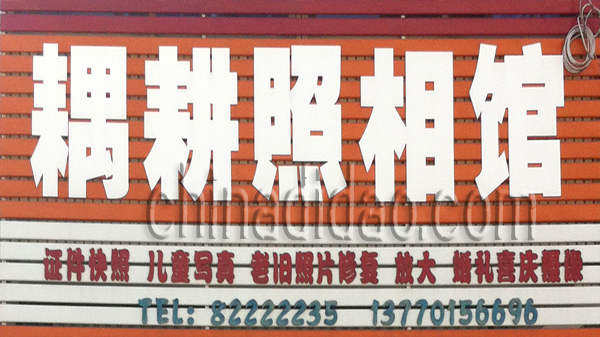 耦耕照相馆
chinadidao.com
证件快照 儿童写真 老旧照片修复 放大 婚礼喜庆摄像
TEL: 82222235 13770156696